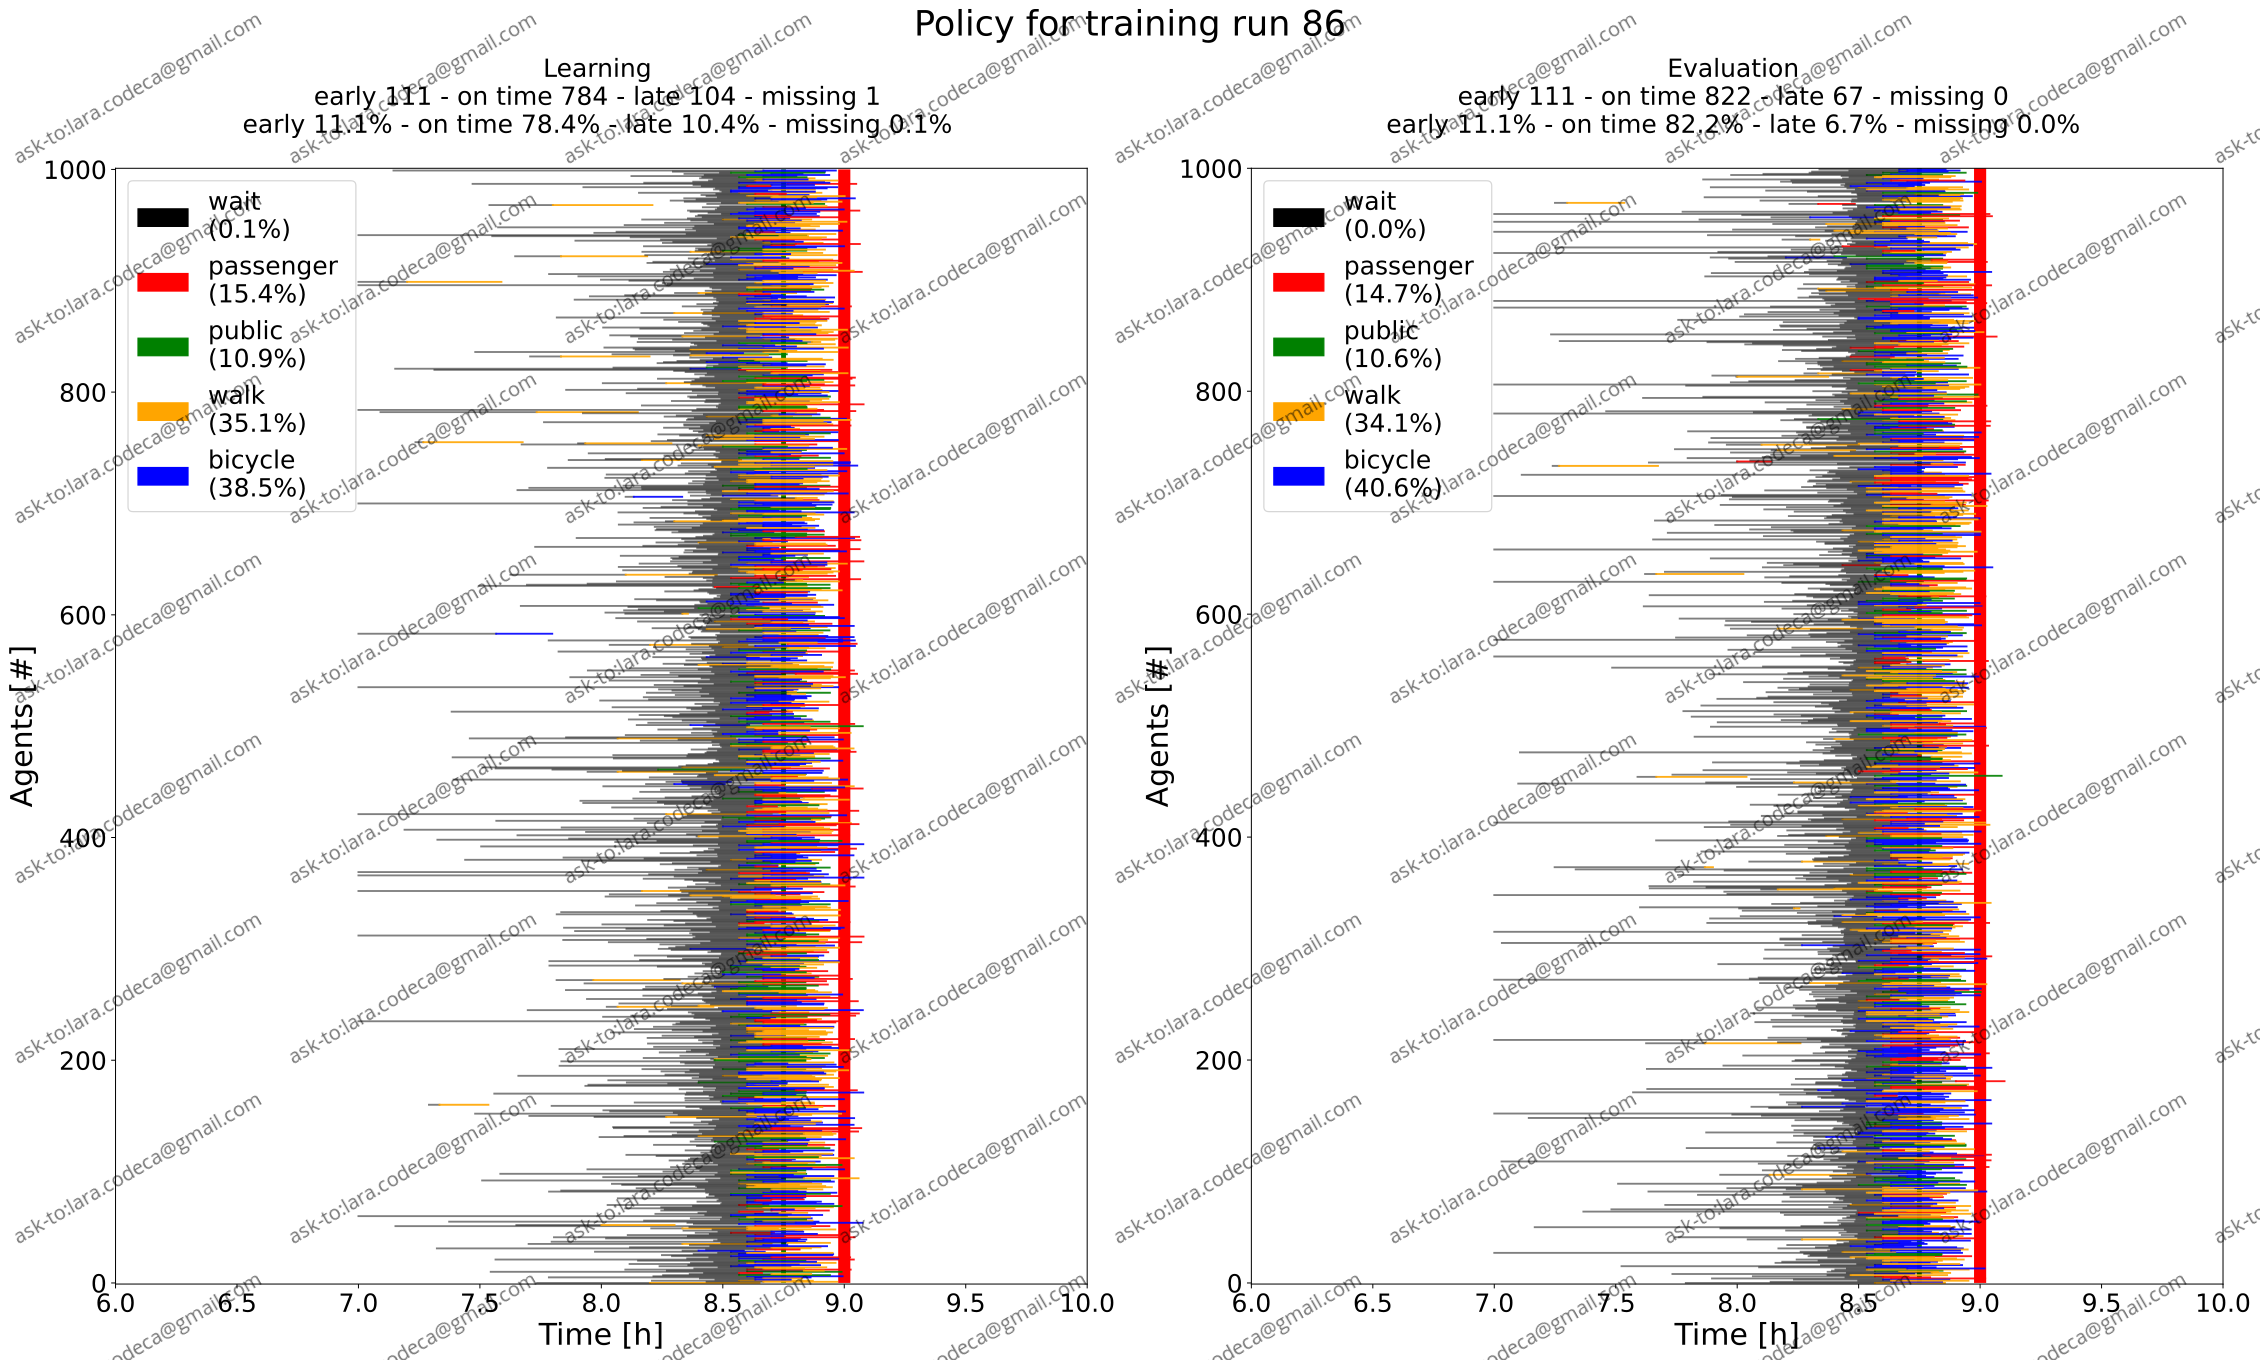 Policy for training run 86
Learning
early 111 - on time 784 - late 104 - missing 1
early 11.1% - on time 78.4% - late 10.4% - missing 0.1%
1000
800
600
400
200
0
Agents [#]
wait
(0.1%)
passenger
(15.4%)
public
(10.9%)
walk
(35.1%)
bicycle
(38.5%)
6.0 6.5 7.0 7.5 8.0 8.5 9.0 9.5 10.0
Time [h]
Evaluation
early 111 - on time 822 - late 67 - missing 0
early 11.1% - on time 82.2% - late 6.7% - missing 0.0%
1000
800
600
400
200
0
Agents [#]
wait
(0.0%)
passenger
(14.7%)
public
(10.6%)
walk
(34.1%)
bicycle
(40.6%)
6.0 6.5 7.0 7.5 8.0 8.5 9.0 9.5 10.0
Time [h]
ask-to:lara.codeca@gmail.com